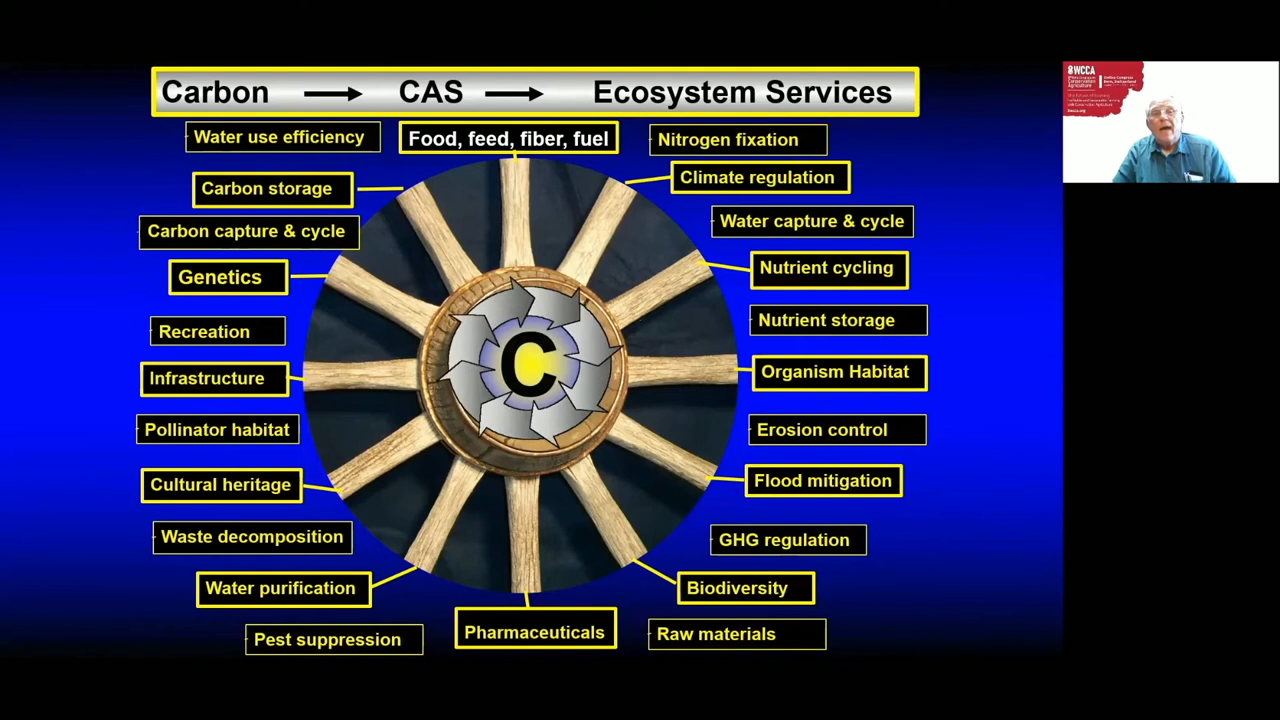 Carbon → CAS → Ecosystem Services
Water use efficiency
Food, feed, fiber, fuel
Nitrogen fixation
Carbon storage
Climate regulation
Carbon capture & cycle
Water capture & cycle
Genetics
Nutrient cycling
Recreation
Nutrient storage
Infrastructure
Organism Habitat
C
Pollinator habitat
Erosion control
Cultural heritage
Flood mitigation
Waste decomposition
GHG regulation
Water purification
Biodiversity
Pest suppression
Pharmaceuticals
Raw materials
WCCA